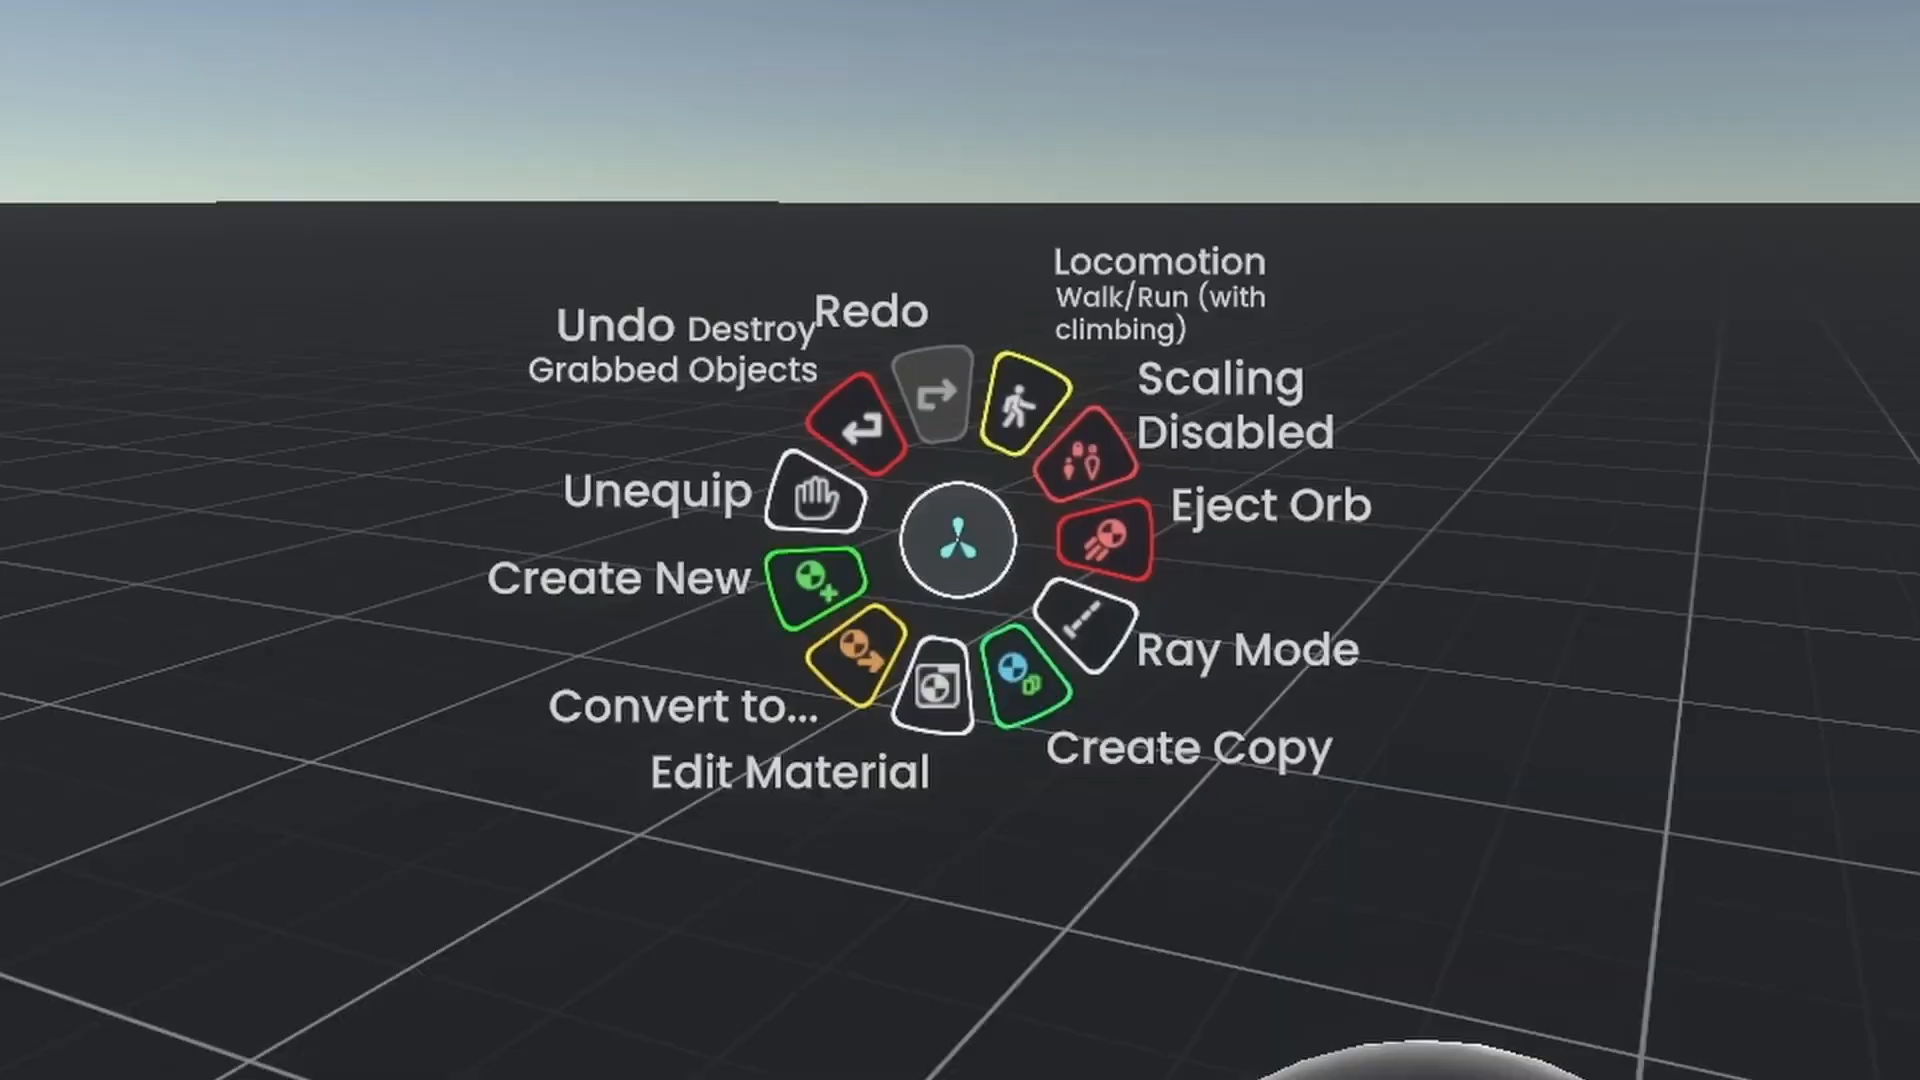 Locomotion
Walk/Run (with
climbing)
Redo
Undo Destroy
Grabbed Objects
Scaling
Disabled
Unequip
Eject Orb
Create New
Ray Mode
Convert to...
Create Copy
Edit Material